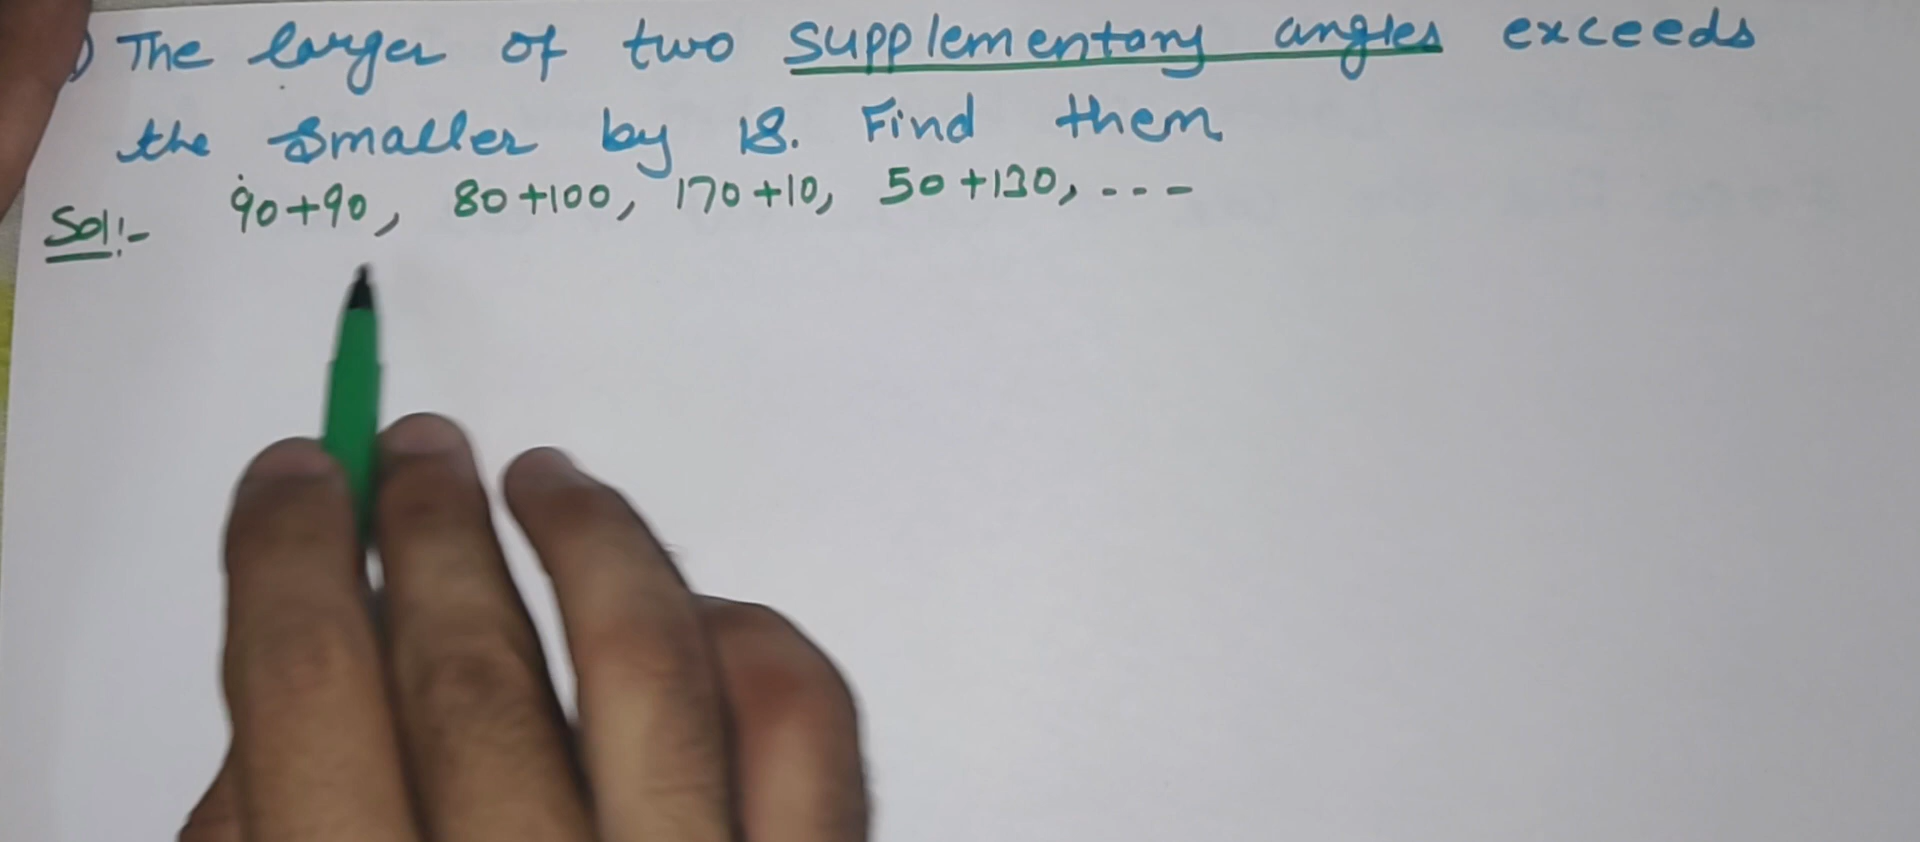 ) The larger of two supplementary angles exceeds
the smaller by 18. Find them
Sol:- 90+90, 80+100, 170+10, 50+130, ---